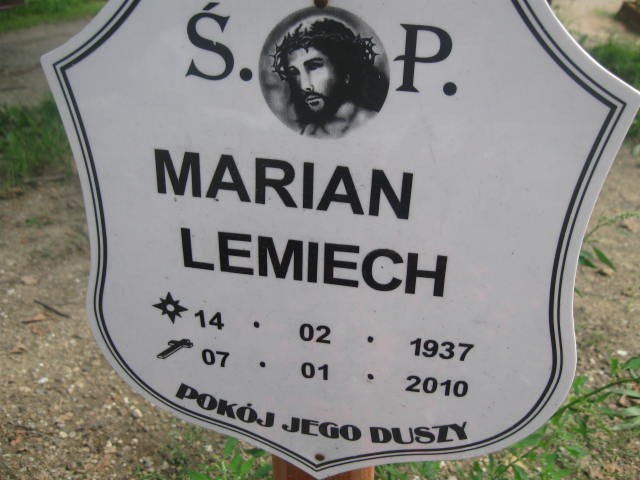 Ś. P.
MARIAN
LEMIECH
14 . 02 . 1937
07 . 01 . 2010
POKÓJ JEGO DUSZY